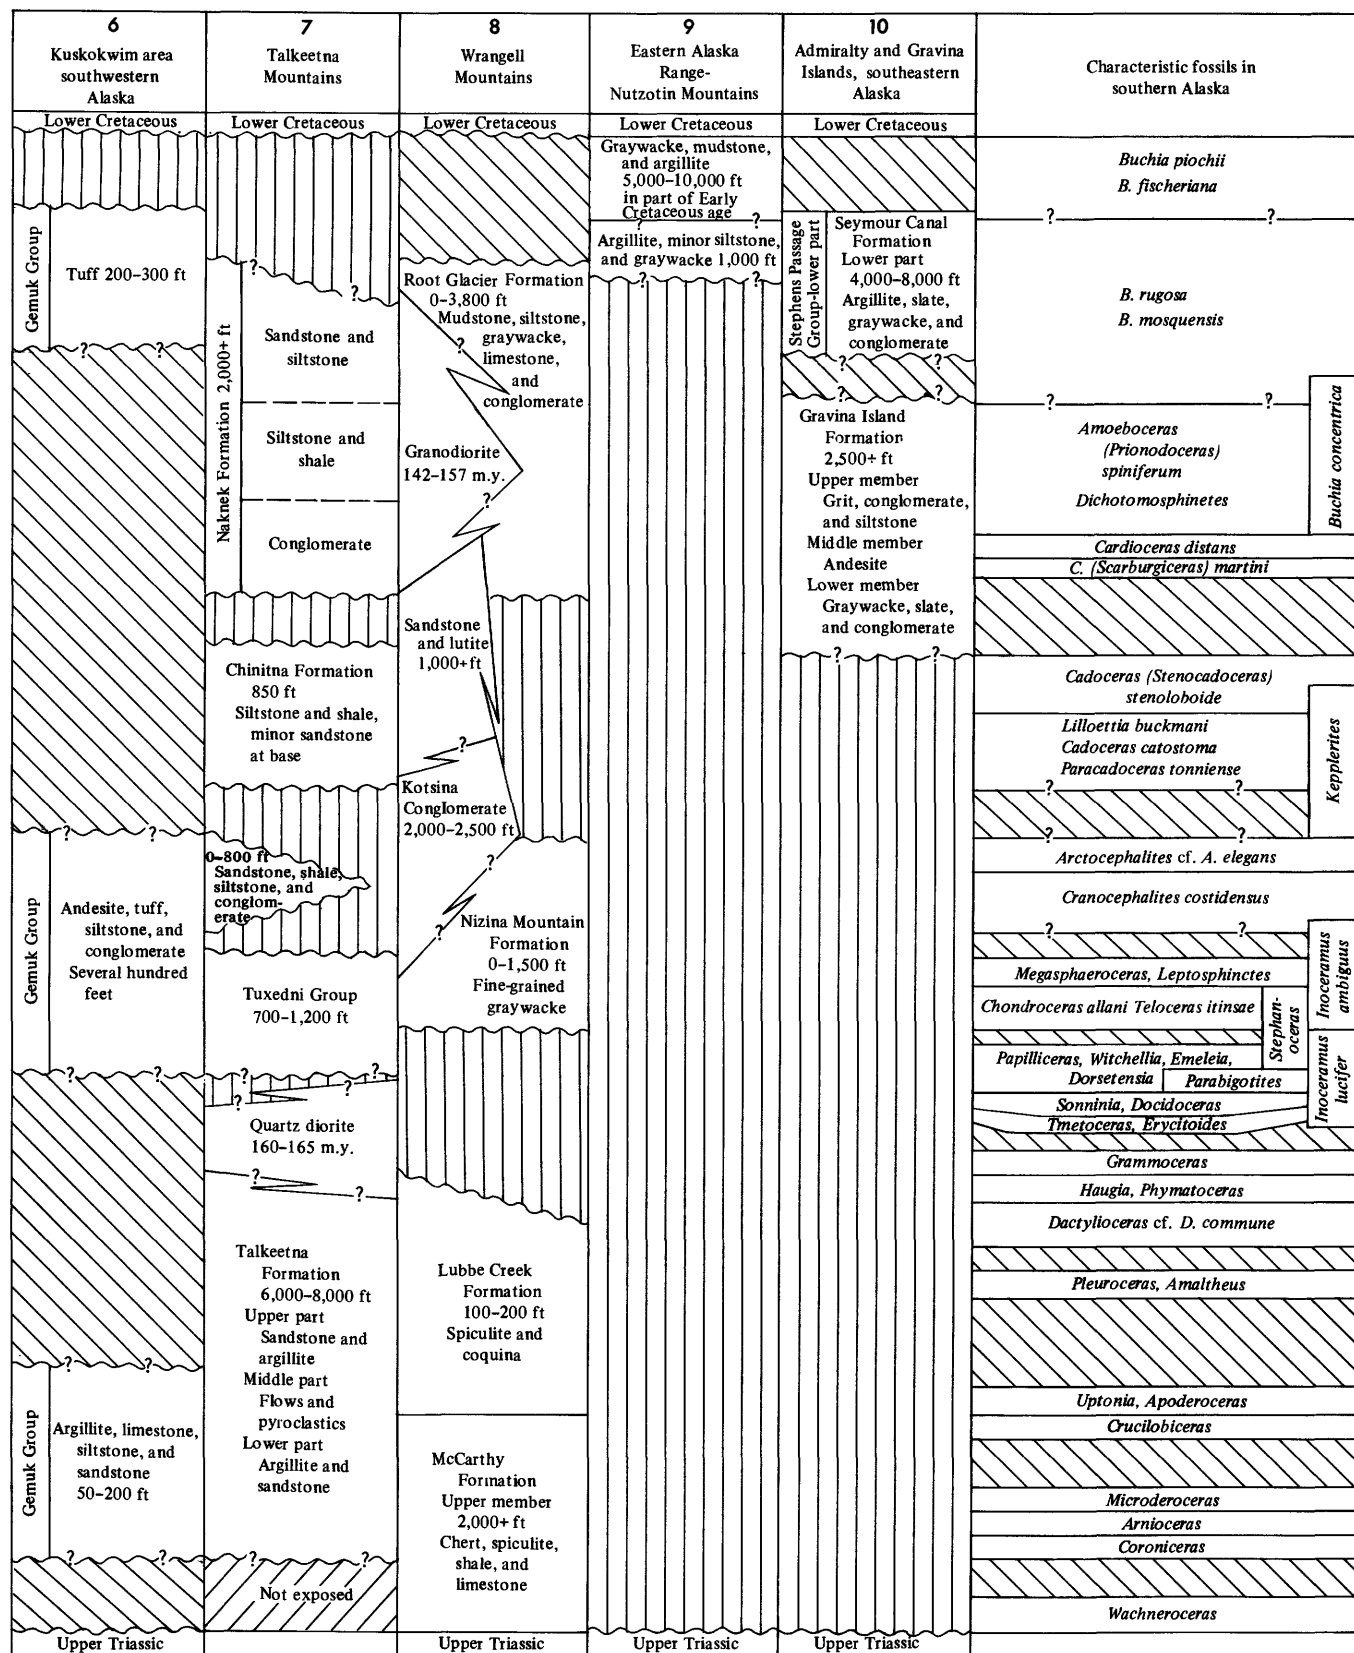 6
Kuskokwim area
southwestern
Alaska
7
Talkeetna
Mountains
8
Wrangell
Mountains
9
Eastern Alaska
Range-
Nutzotin Mountains
10
Admiralty and Gravina
Islands, southeastern
Alaska
Characteristic fossils in
southern Alaska
Lower Cretaceous
Gemuk Group
Tuff 200–300 ft
? ?
? ?
Gemuk Group
Andesite, tuff,
siltstone, and
conglomerate
Several hundred
feet
? ?
? ?
Gemuk Group
Argillite, limestone,
siltstone, and
sandstone
50–200 ft
? ?
Upper Triassic
Lower Cretaceous
? ?
Naknek Formation 2,000+ ft
Sandstone and
siltstone
Siltstone and
shale
Conglomerate
Chinitna Formation
850 ft
Siltstone and shale,
minor sandstone
at base
0–800 ft
Sandstone, shale,
siltstone, and
conglom-
erate
Tuxedni Group
700–1,200 ft
? ?
? ?
Quartz diorite
160–165 m.y.
? ?
Talkeetna
Formation
6,000–8,000 ft
Upper part
Sandstone and
argillite
Middle part
Flows and
pyroclastics
Lower part
Argillite and
sandstone
? ?
Not exposed
Lower Cretaceous
Root Glacier Formation
0–3,800 ft
Mudstone, siltstone,
graywacke,
limestone,
and
conglomerate
?
Granodiorite
142–157 m.y.
?
Sandstone
and lutite
1,000+ ft
?
Kotsina
Conglomerate
2,000–2,500 ft
?
?
Nizina Mountain
Formation
0–1,500 ft
Fine-grained
graywacke
Lubbe Creek
Formation
100–200 ft
Spiculite and
coquina
McCarthy
Formation
Upper member
2,000+ ft
Chert, spiculite,
shale, and
limestone
Upper Triassic
Lower Cretaceous
Graywacke, mudstone,
and argillite
5,000–10,000 ft
in part of Early
Cretaceous age
? ?
Argillite, minor siltstone,
and graywacke 1,000 ft
? ?
Upper Triassic
Lower Cretaceous
Stephens Passage
Group-lower part
Seymour Canal
Formation
Lower part
4,000–8,000 ft
Argillite, slate,
graywacke, and
conglomerate
? ?
? ?
Gravina Island
Formation
2,500+ ft
Upper member
Grit, conglomerate,
and siltstone
Middle member
Andesite
Lower member
Graywacke, slate,
and conglomerate
? ?
Upper Triassic
Buchia piochii
B. fischeriana
? ?
B. rugosa
B. mosquensis
? ?
Amoeboceras
(Prionodoceras)
spiniferum
Dichotomosphinctes
Buchia concentrica
Cardioceras distans
C. (Scarburgiceras) martini
Cadoceras (Stenocadoceras)
stenoloboide
Lilloettia buckmani
Cadoceras catostoma
Paracadoceras tonniense
Kepplerites
? ?
? ?
Arctocephalites cf. A. elegans
Cranocephalites costidensus
? ?
Megasphaeroceras, Leptosphinctes
Inoceramus
ambiguus
Chondroceras allani Teloceras itinsae
Stephan-
oceras
Papilliceras, Witchellia, Emeleia,
Dorsetensia
Parabigotites
Inoceramus
lucifer
Sonninia, Docidoceras
Tmetoceras, Erycitoides
Grammoceras
Haugia, Phymatoceras
Dactylioceras cf. D. commune
Pleuroceras, Amaltheus
Uptonia, Apoderoceras
Crucilobiceras
Microderoceras
Arnioceras
Coroniceras
Wachneroceras